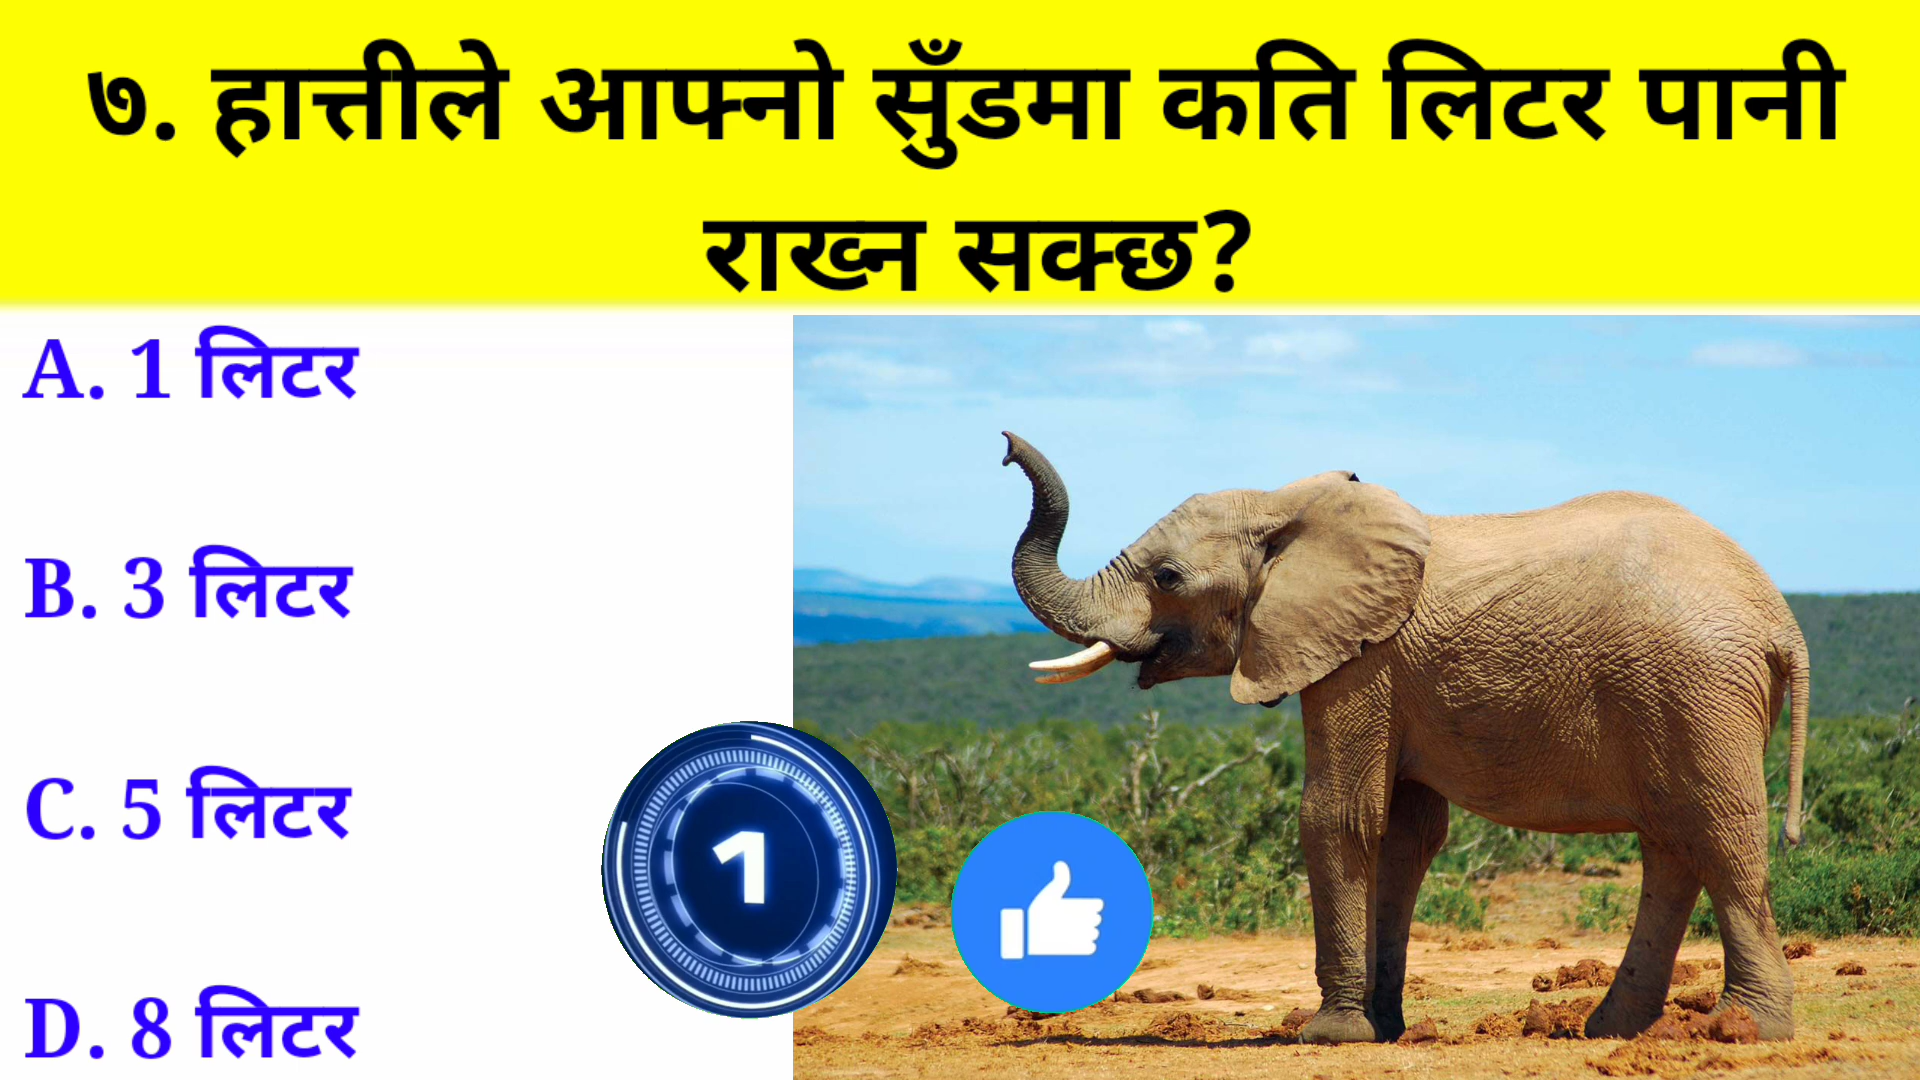 ७. हात्तीले आफ्नो सुँडमा कति लिटर पानी
राख्न सक्छ?
A. 1 लिटर
B. 3 लिटर
C. 5 लिटर
D. 8 लिटर
1